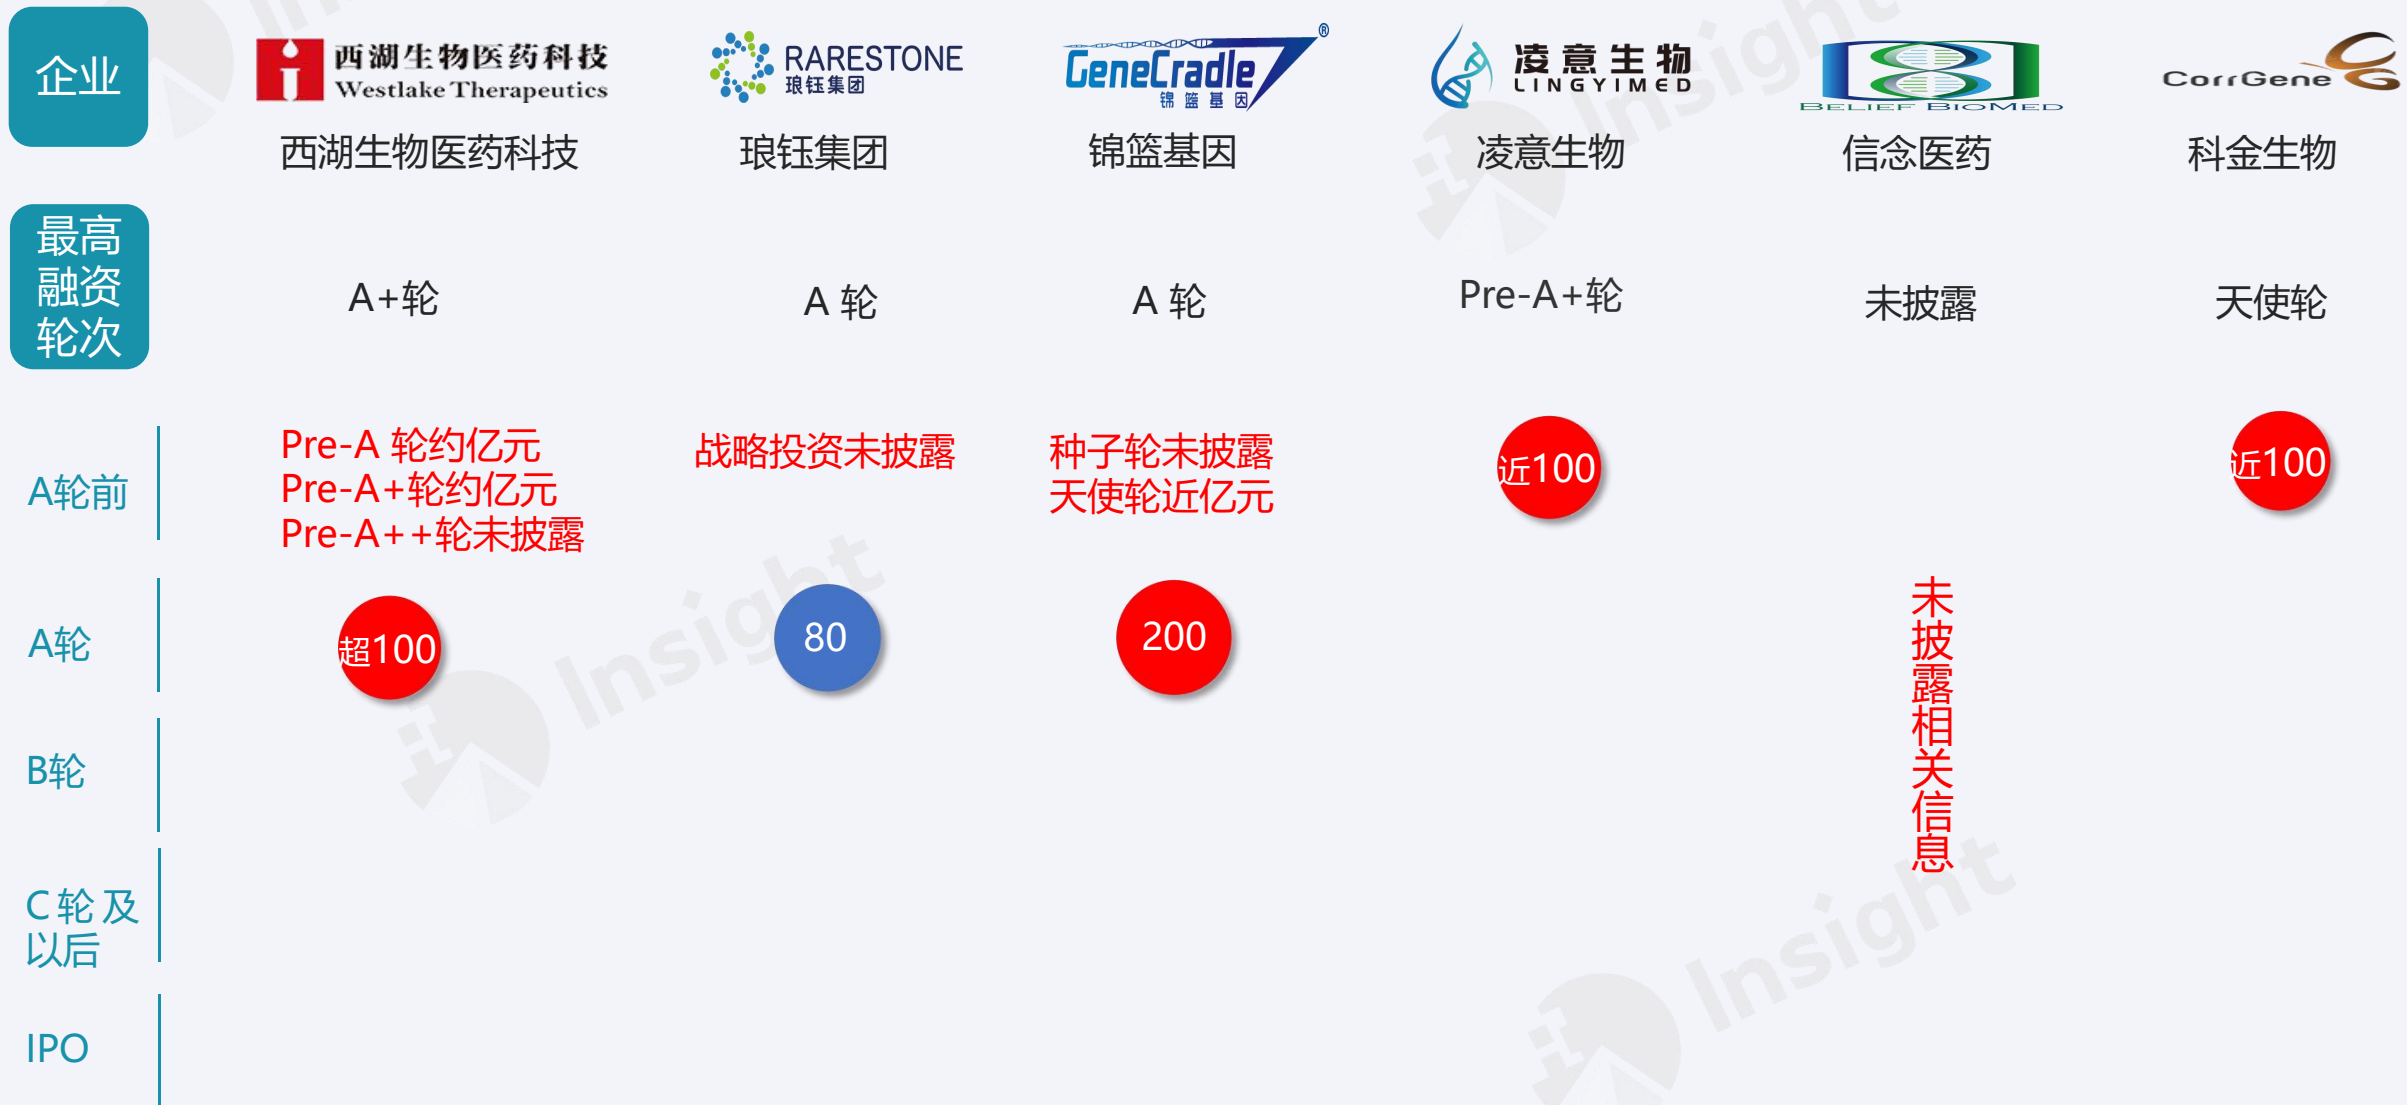 企业
西湖生物医药科技
Westlake Therapeutics
RARESTONE
琅钰集团
GeneCradle®
锦篮基因
凌意生物
LINGYIMED
BELIEF BIOMED
CorrGene
西湖生物医药科技
琅钰集团
锦篮基因
凌意生物
信念医药
科金生物
最高
融资
轮次
A+轮
A 轮
A 轮
Pre-A+轮
未披露
天使轮
A轮前
Pre-A 轮约亿元
Pre-A+轮约亿元
Pre-A++轮未披露
战略投资未披露
种子轮未披露
天使轮近亿元
近100
近100
A轮
超100
80
200
未披露相关信息
B轮
C 轮 及
以后
IPO
Insight
Insight
Insight